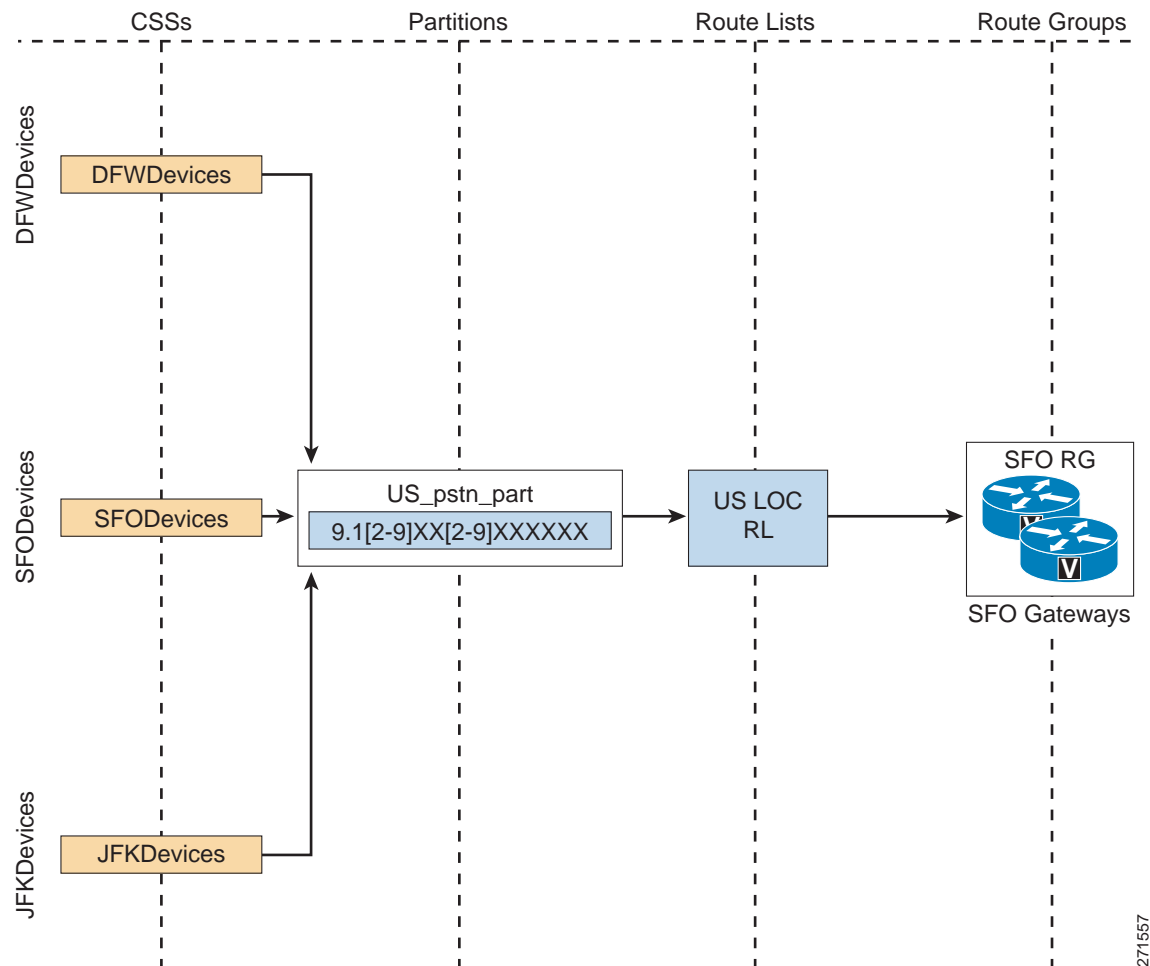 CSSs
Partitions
Route Lists
Route Groups
DFWDevices
DFWDevices
SFODevices
SFODevices
US_pstn_part
9.1[2-9]XX[2-9]XXXXXX
US LOC
RL
SFO RG
V
V
SFO Gateways
JFKDevices
JFKDevices
271557